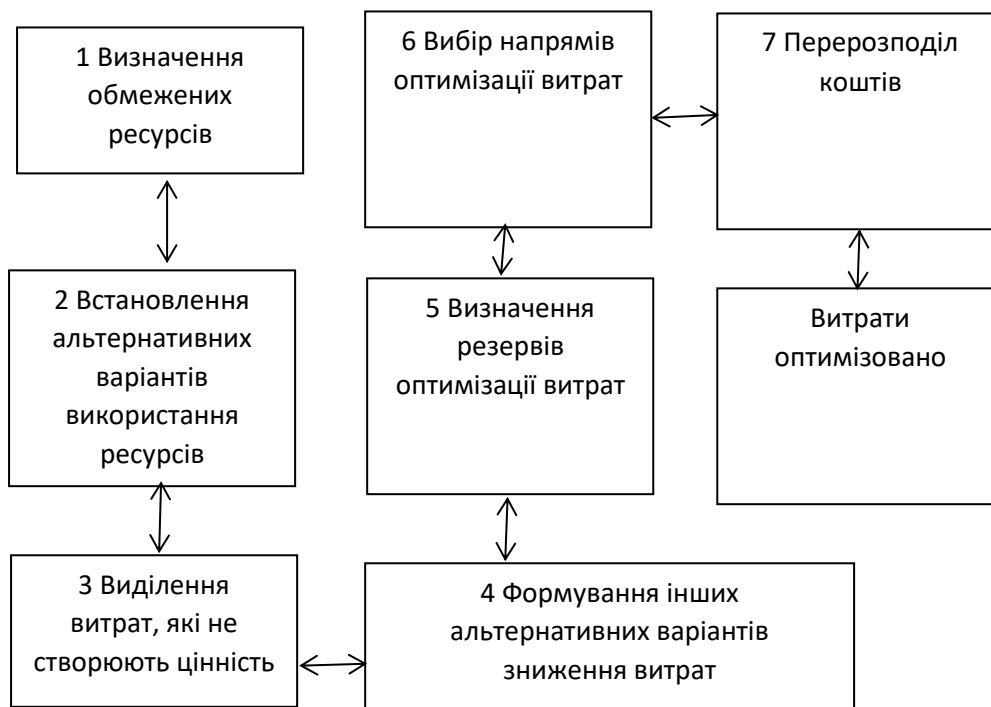 1 Визначення
обмежених
ресурсів
2 Встановлення
альтернативних
варіантів
використання
ресурсів
3 Виділення
витрат, які не
створюють цінність
4 Формування інших
альтернативних варіантів
зниження витрат
5 Визначення
резервів
оптимізації витрат
6 Вибір напрямів
оптимізації витрат
7 Перерозподіл
коштів
Витрати
оптимізовано